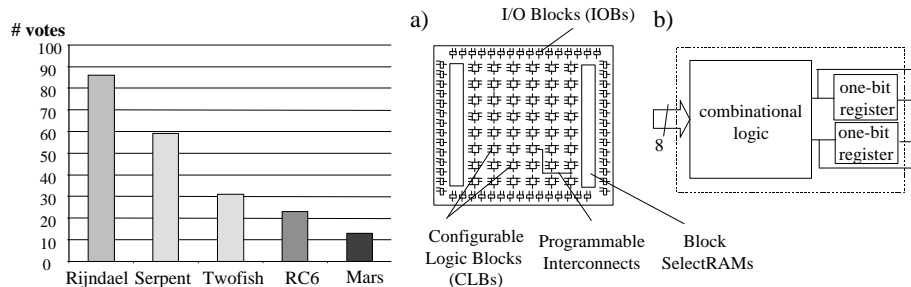 # votes
100
90
80
70
60
50
40
30
20
10
0
Rijndael Serpent Twofish RC6 Mars
a)
I/O Blocks (IOBs)
Configurable
Logic Blocks
(CLBs)
Programmable
Interconnects
Block
SelectRAMs
b)
8
combinational
logic
one-bit
register
one-bit
register